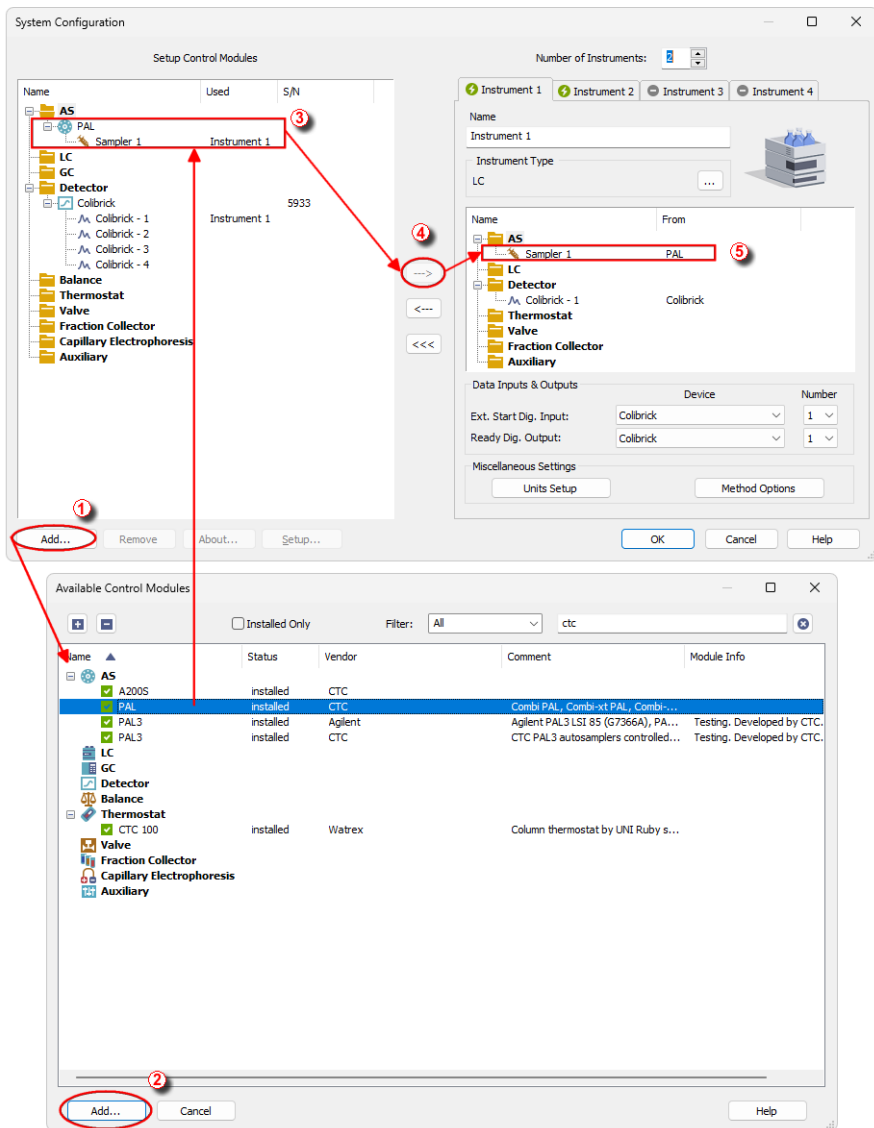 System Configuration
Setup Control Modules
Number of Instruments: 2
Name Used S/N
AS
PAL
Sampler 1 Instrument 1
LC
GC
Detector
Colibrick 5933
Colibrick - 1 Instrument 1
Colibrick - 2
Colibrick - 3
Colibrick - 4
Balance
Thermostat
Valve
Fraction Collector
Capillary Electrophoresis
Auxiliary
3
4
--->
<---
<<<
Instrument 1 Instrument 2 Instrument 3 Instrument 4
Name
Instrument 1
Instrument Type
LC ...
Name From
AS
Sampler 1 PAL
5
LC
Detector
Colibrick - 1 Colibrick
Thermostat
Valve
Fraction Collector
Auxiliary
Data Inputs & Outputs
Device Number
Ext. Start Dig. Input: Colibrick 1
Ready Dig. Output: Colibrick 1
Miscellaneous Settings
Units Setup Method Options
1
Add... Remove About... Setup... OK Cancel Help
Available Control Modules
Installed Only Filter: All ctc
Name Status Vendor Comment Module Info
AS
A200S installed CTC
PAL installed CTC Combi PAL, Combi-xt PAL, Combi-...
PAL3 installed Agilent Agilent PAL3 LSI 85 (G7366A), PA... Testing. Developed by CTC.
PAL3 installed CTC CTC PAL3 autosamplers controlled... Testing. Developed by CTC.
LC
GC
Detector
Balance
Thermostat
CTC 100 installed Watrex Column thermostat by UNI Ruby s...
Valve
Fraction Collector
Capillary Electrophoresis
Auxiliary
2
Add... Cancel Help